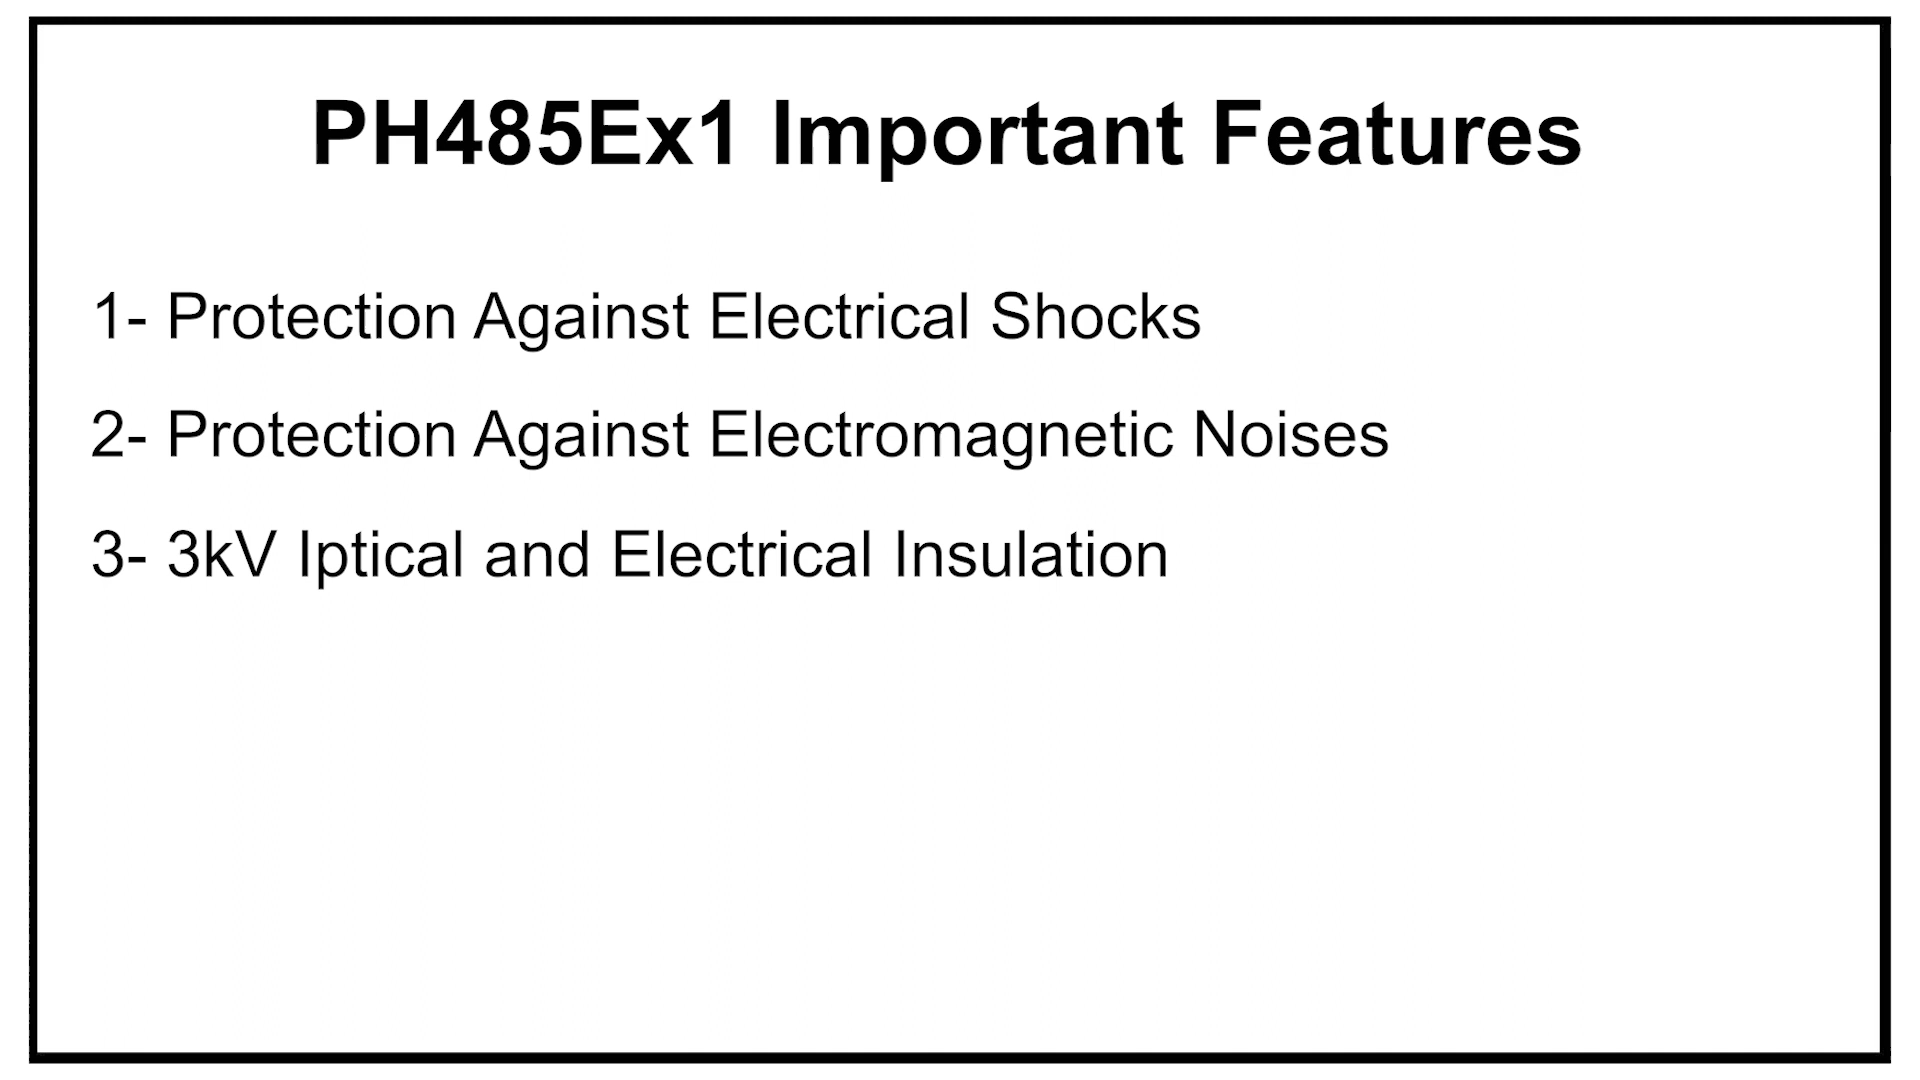 PH485Ex1 Important Features
1- Protection Against Electrical Shocks
2- Protection Against Electromagnetic Noises
3- 3kV Iptical and Electrical Insulation